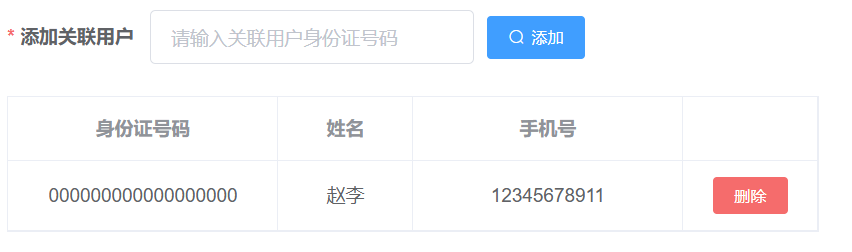 * 添加关联用户 请输入关联用户身份证号码 添加
身份证号码 姓名 手机号
000000000000000000 赵李 12345678911 删除